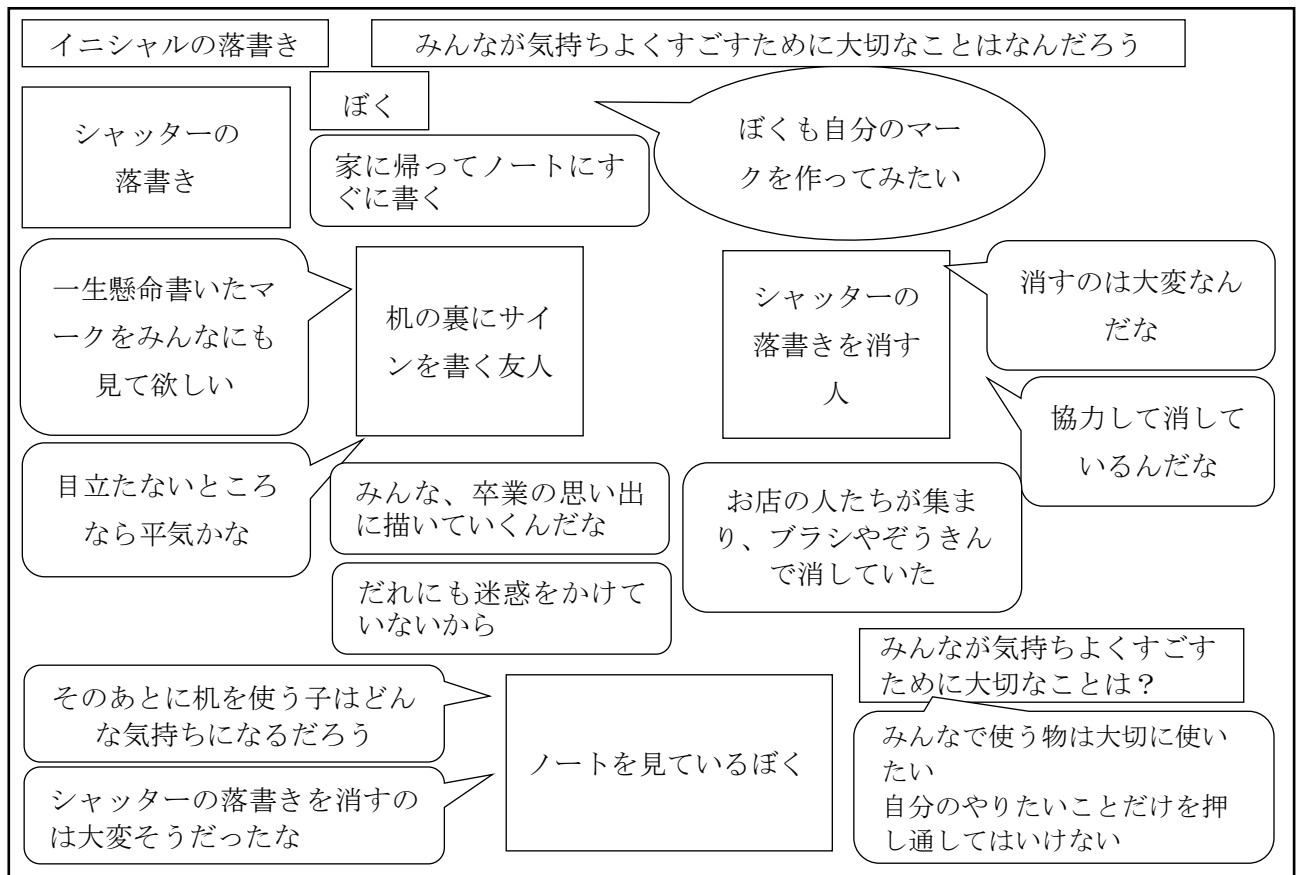 イニシャルの落書き
みんなが気持ちよくすごすために大切なことはなんだろう
シャッターの
落書き
ぼく
家に帰ってノートにす
ぐに書く
ぼくも自分のマー
クを作ってみたい
一生懸命書いたマ
ークをみんなにも
見て欲しい
机の裏にサイ
ンを書く友人
シャッターの
落書きを消す
人
消すのは大変なん
だな
協力して消して
いるんだな
目立たないところ
なら平気かな
みんな、卒業の思い出
に描いていくんだな
だれにも迷惑をかけて
いないから
お店の人たちが集ま
り、ブラシやぞうきん
で消していた
そのあとに机を使う子はどん
な気持ちになるだろう
シャッターの落書きを消すの
は大変そうだったな
ノートを見ているぼく
みんなが気持ちよくすごす
ために大切なことは？
みんなで使う物は大切に使い
たい
自分のやりたいことだけを押
し通してはいけない